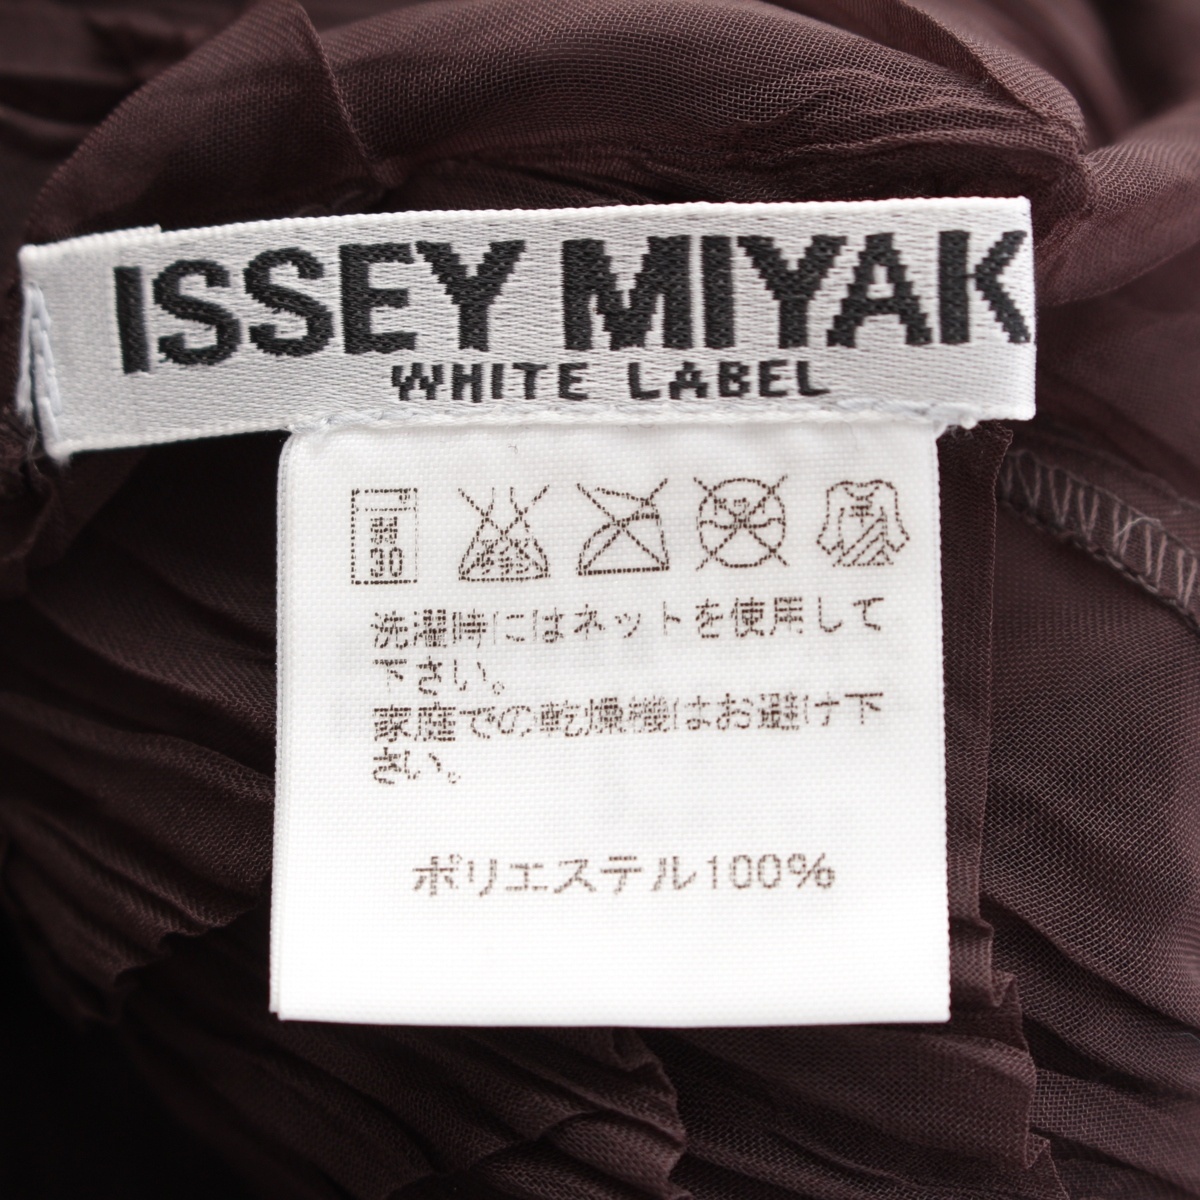 ISSEY MIYAK
WHITE LABEL
30
洗濯時にはネットを使用して
下さい。
家庭での乾燥機はお避け下
さい。
ポリエステル100%